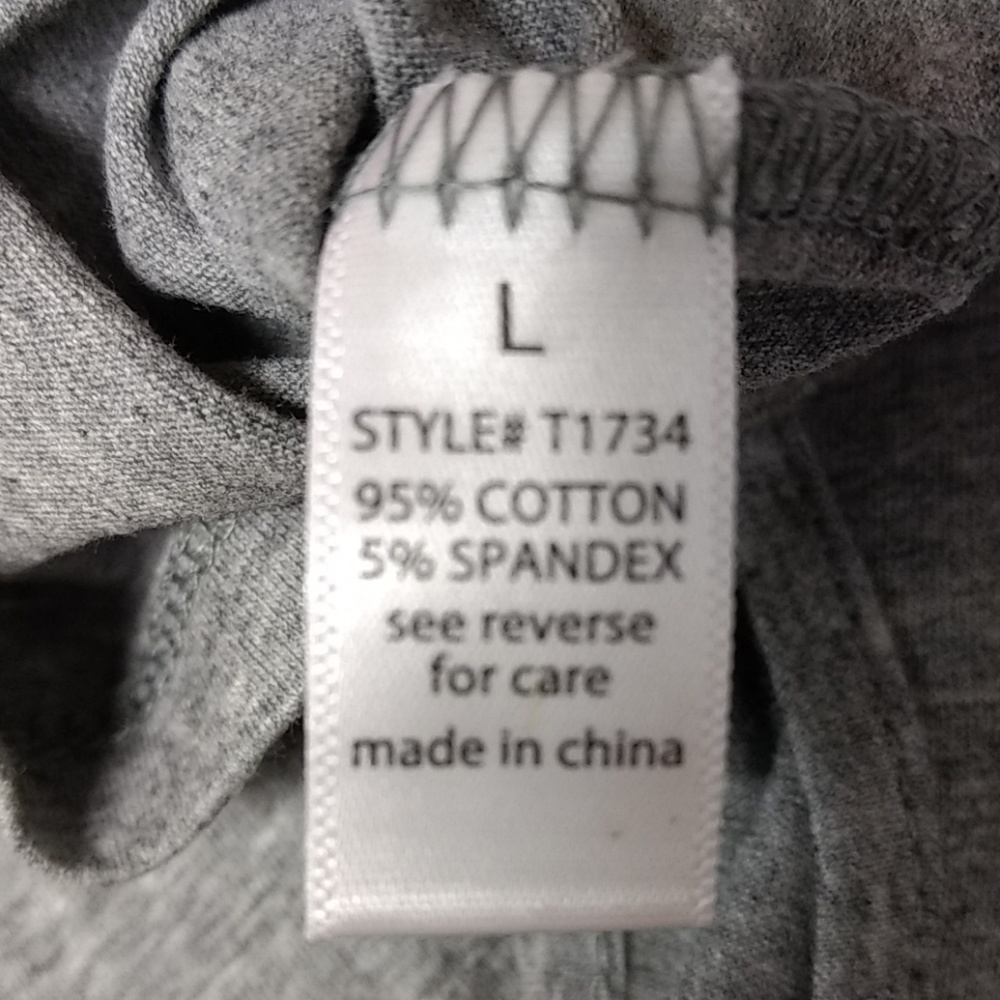 L
STYLE# T1734
95% COTTON
5% SPANDEX
see reverse
for care
made in china